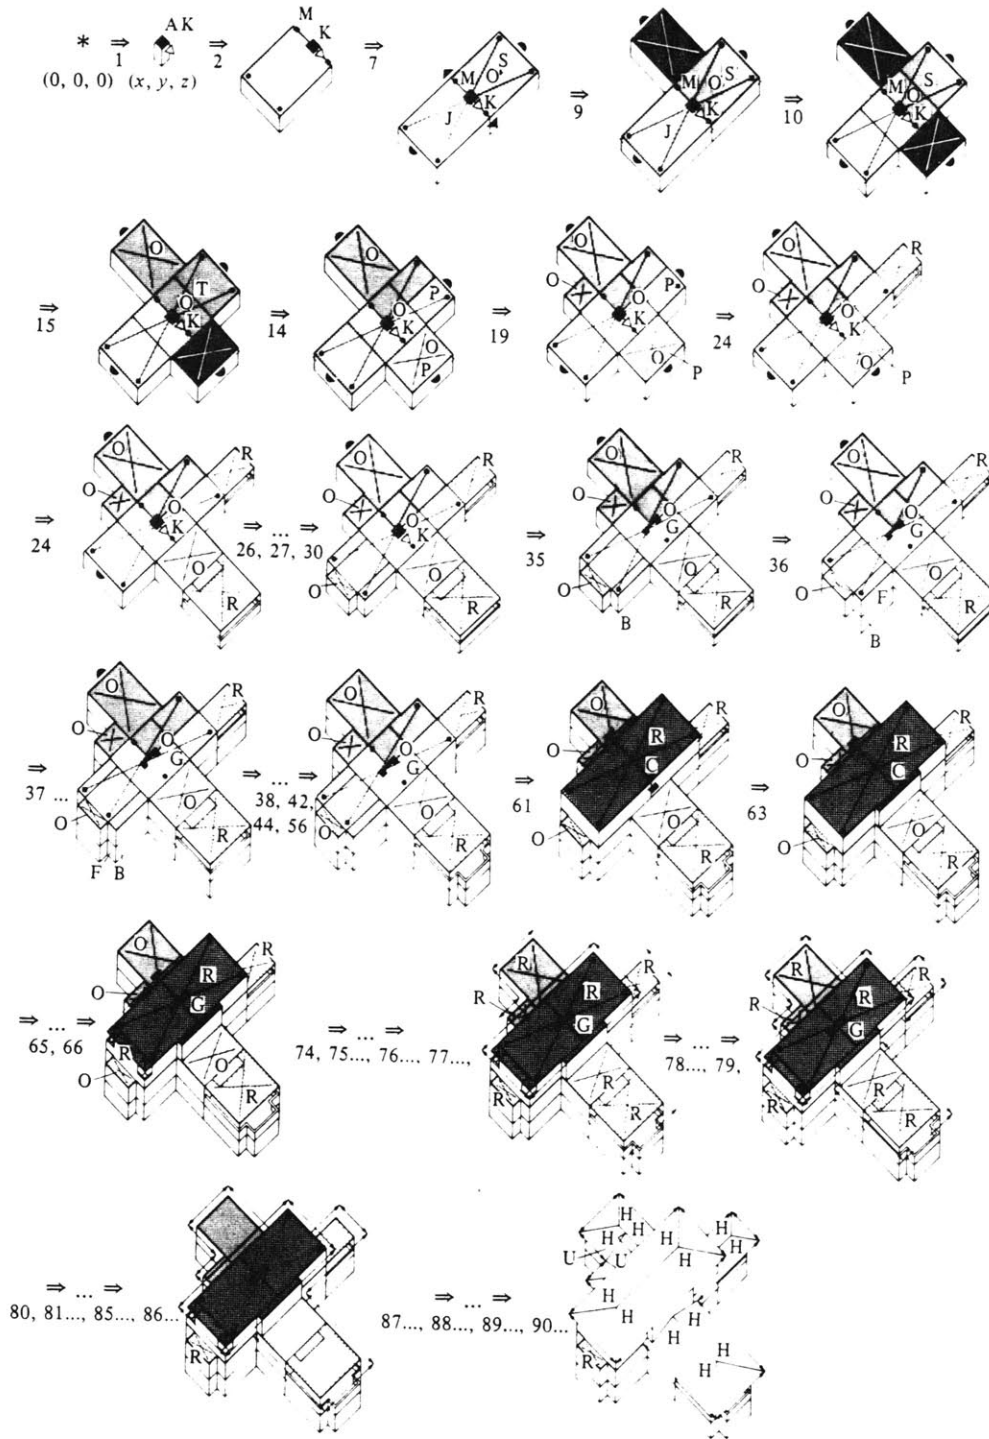 * ⇒ A K ⇒ M K ⇒ M S O K J ⇒ M S O K J ⇒ M S O K
(0, 0, 0) 1 (x, y, z) 2 7 9 10
⇒ O T O K ⇒ O P O K O P ⇒ O O O P K O P ⇒ O O O K R P
15 14 19 24
⇒ O O O K R O R ⇒ ... ⇒ O O O K R O O R ⇒ O O O G R O O R B ⇒ O O O G R O O R F B
24 26, 27, 30 35 36
⇒ O O O G R O O R F B ⇒ ... ⇒ O O O G R O O R ⇒ O O R C R O O R ⇒ O O R C R O O R
37 ... 38, 42, 61 63
44, 56
⇒ ... ⇒ O O R G R R O O R ⇒ ... ⇒ R R R G R R R R ⇒ ... ⇒ R R G R R R
65, 66 74, 75..., 76... 77..., 78... 79,
⇒ ... ⇒ R ⇒ ... ⇒ H H H H H H U U H H H H H H H R
80, 81..., 85..., 86... 87..., 88..., 89..., 90...